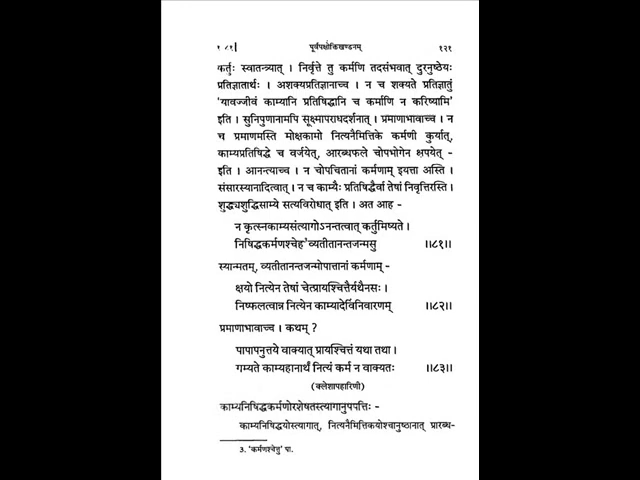 १ ८१]
पूर्वपक्षोक्तिखण्डनम्
१२१
कर्तुः स्वातन्त्र्यात् । निर्वृत्ते तु कर्मणि तदसंभवात् दुरनुष्ठेयः
प्रतिज्ञातार्थः । अशक्यप्रतिज्ञानाच्च । न च शक्यते प्रतिज्ञातुं
'यावज्जीवं काम्यानि प्रतिषिद्धानि च कर्माणि न करिष्यामि'
इति । सुनिपुणानामपि सूक्ष्मापराधदर्शनात् । प्रमाणाभावाच्च । न
च प्रमाणमस्ति मोक्षकामो नित्यनैमित्तिके कर्मणी कुर्यात्,
काम्यप्रतिषिद्धे च वर्जयेत्, आरब्धफले चोपभोगेन क्षपयेत् -
इति । आनन्त्याच्च । न चोपचितानां कर्मणाम् इयत्ता अस्ति ।
संसारस्यानादित्वात् । न च काम्यैः प्रतिषिद्धैर्वा तेषां निवृत्तिरस्ति ।
शुद्ध्यशुद्धिसाम्ये सत्यविरोधात् इति । अत आह -
न कृत्स्नकाम्यसंत्यागोऽनन्तत्वात् कर्तुमिष्यते ।
निषिद्धकर्मणश्चेह³व्यतीतानन्तजन्मसु ॥८१॥
स्यान्मतम्, व्यतीतानन्तजन्मोपात्तानां कर्मणाम् -
क्षयो नित्येन तेषां चेत्प्रायश्चित्तैर्यथैनसः ।
निष्फलत्वान्न नित्येन काम्यादेर्विनिवारणम् ॥८२॥
प्रमाणाभावाच्च । कथम् ?
पापापनुत्तये वाक्यात् प्रायश्चित्तं यथा तथा ।
गम्यते काम्यहानार्थं नित्यं कर्म न वाक्यतः ॥८३॥
(क्लेशापहारिणी)
काम्यनिषिद्धकर्मणोरशेषतस्त्यागानुपपत्तिः -
काम्यनिषिद्धयोस्त्यागात्, नित्यनैमित्तिकयोश्चानुष्ठानात् प्रारब्ध-
3. 'कर्मणश्चेत्तु' पा.